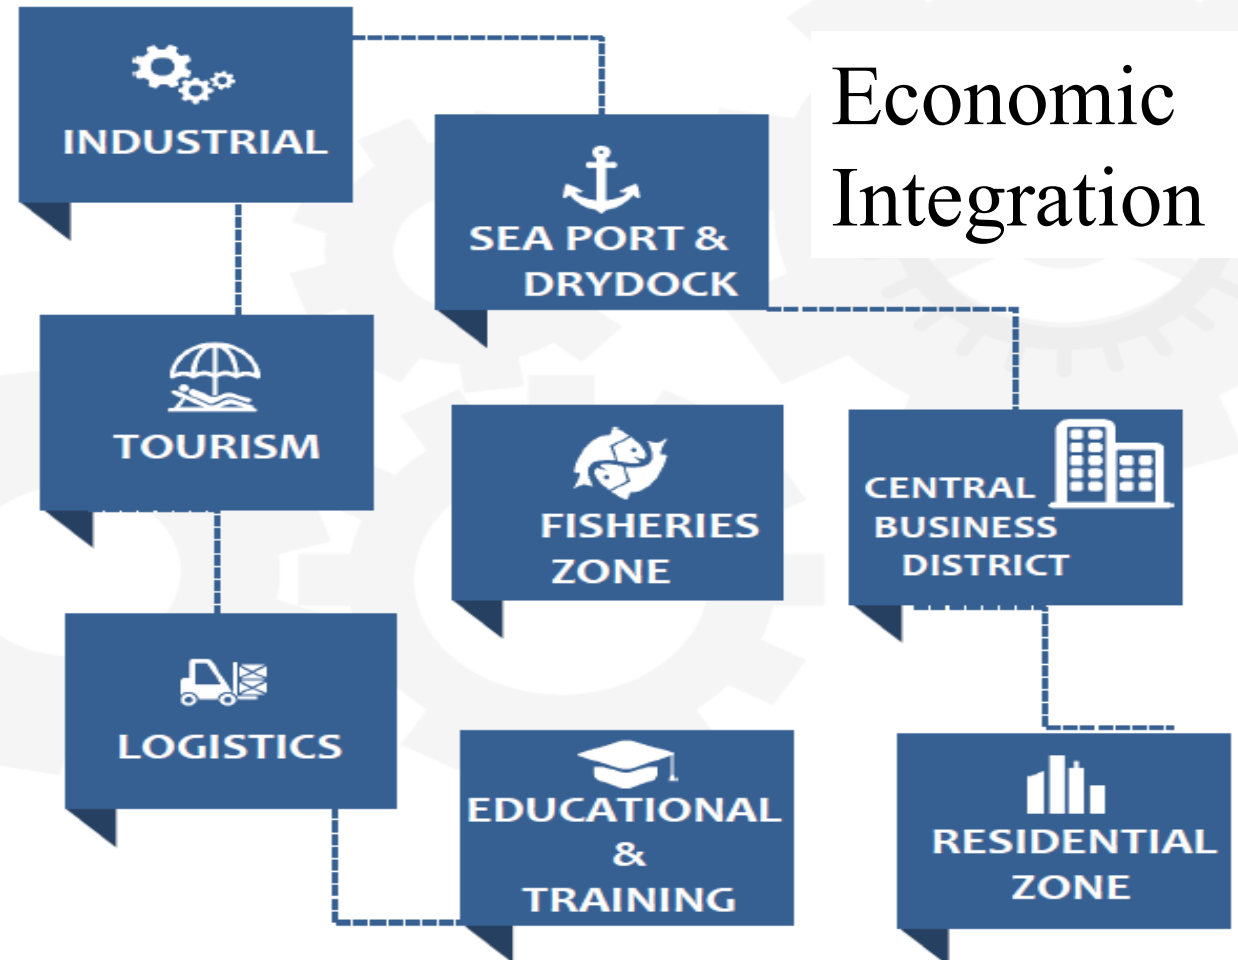 Economic
Integration
INDUSTRIAL
SEA PORT &
DRYDOCK
TOURISM
FISHERIES
ZONE
CENTRAL
BUSINESS
DISTRICT
LOGISTICS
EDUCATIONAL
&
TRAINING
RESIDENTIAL
ZONE